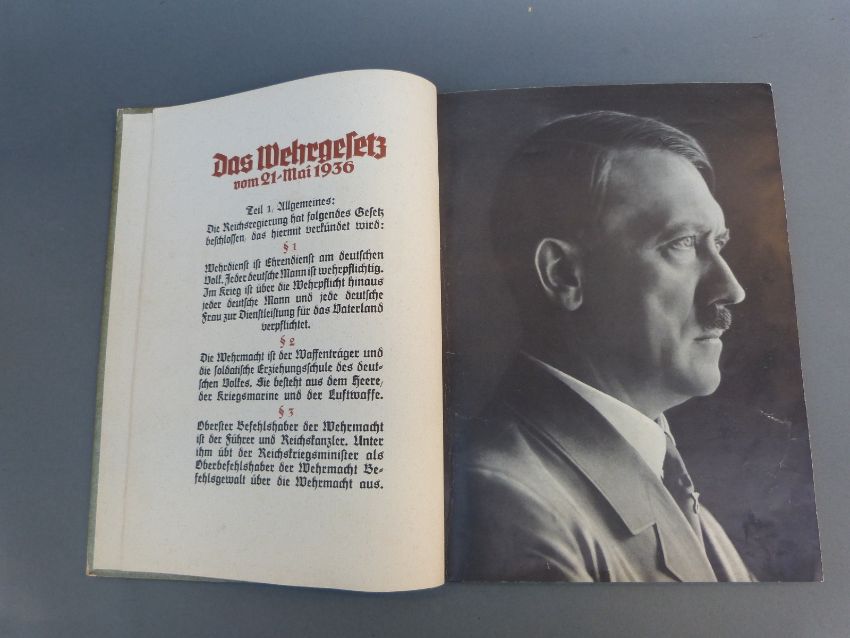 Das Wehrgesetz
vom 21. Mai 1936
Teil 1. Allgemeines:
Die Reichsregierung hat folgendes Gesetz
beschlossen, das hiermit verkündet wird:
§ 1
Wehrdienst ist Ehrendienst am deutschen
Volk. Jeder deutsche Mann ist wehrpflichtig.
Im Krieg ist über die Wehrpflicht hinaus
jeder deutsche Mann und jede deutsche
Frau zur Dienstleistung für das Vaterland
verpflichtet.
§ 2
Die Wehrmacht ist der Waffenträger und
die soldatische Erziehungsschule des deut-
schen Volkes. Sie besteht aus dem Heere,
der Kriegsmarine und der Luftwaffe.
§ 3
Oberster Befehlshaber der Wehrmacht
ist der Führer und Reichskanzler. Unter
ihm übt der Reichskriegsminister als
Oberbefehlshaber der Wehrmacht Be-
fehlsgewalt über die Wehrmacht aus.